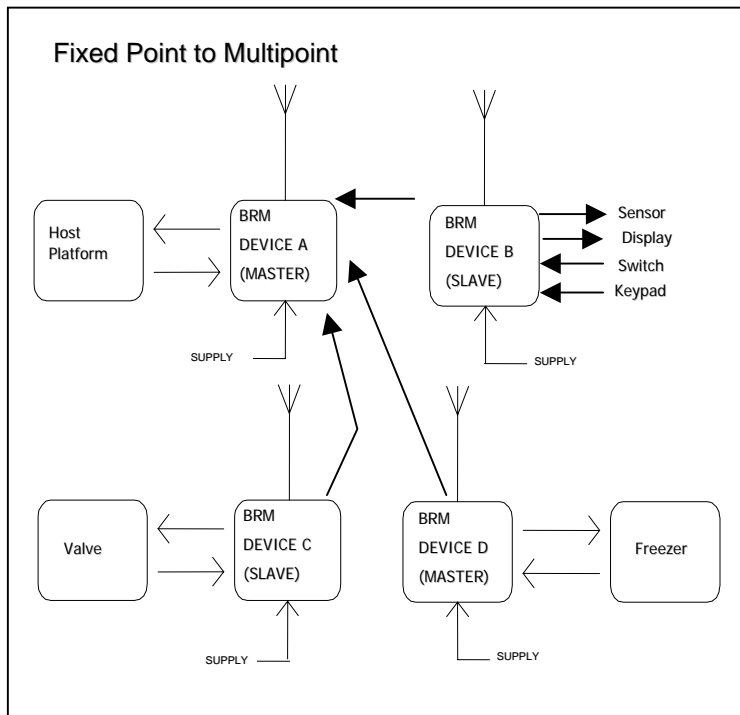 Fixed Point to Multipoint
Host
Platform
BRM
DEVICE A
(MASTER)
BRM
DEVICE B
(SLAVE)
Sensor
Display
Switch
Keypad
SUPPLY
SUPPLY
Valve
BRM
DEVICE C
(SLAVE)
BRM
DEVICE D
(MASTER)
Freezer
SUPPLY
SUPPLY